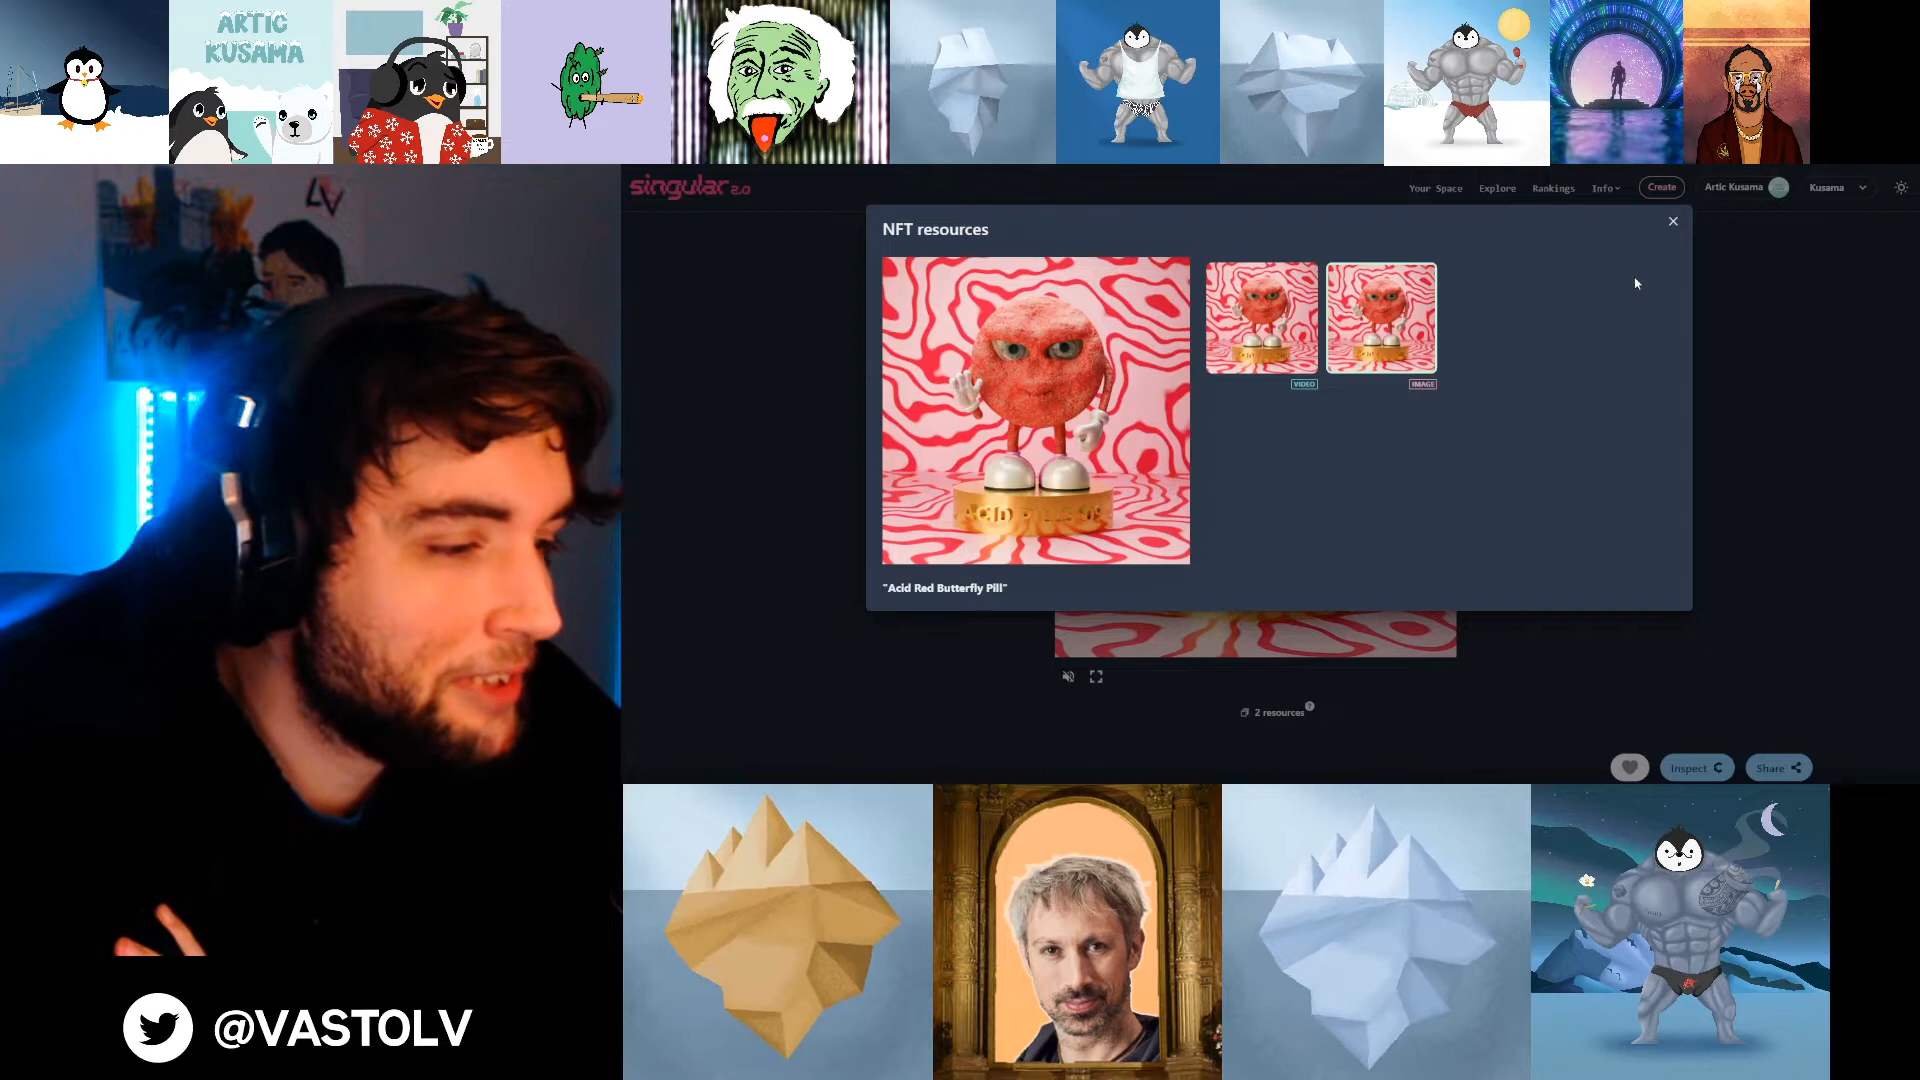 ARTIC
KUSAMA
LV
singular 2.0
Your Space
Explore
Rankings
Info
Create
Artic Kusama
Kusama
NFT resources
VIDEO
IMAGE
"Acid Red Butterfly Pill"
2 resources
?
Inspect
Share
@VASTOLV